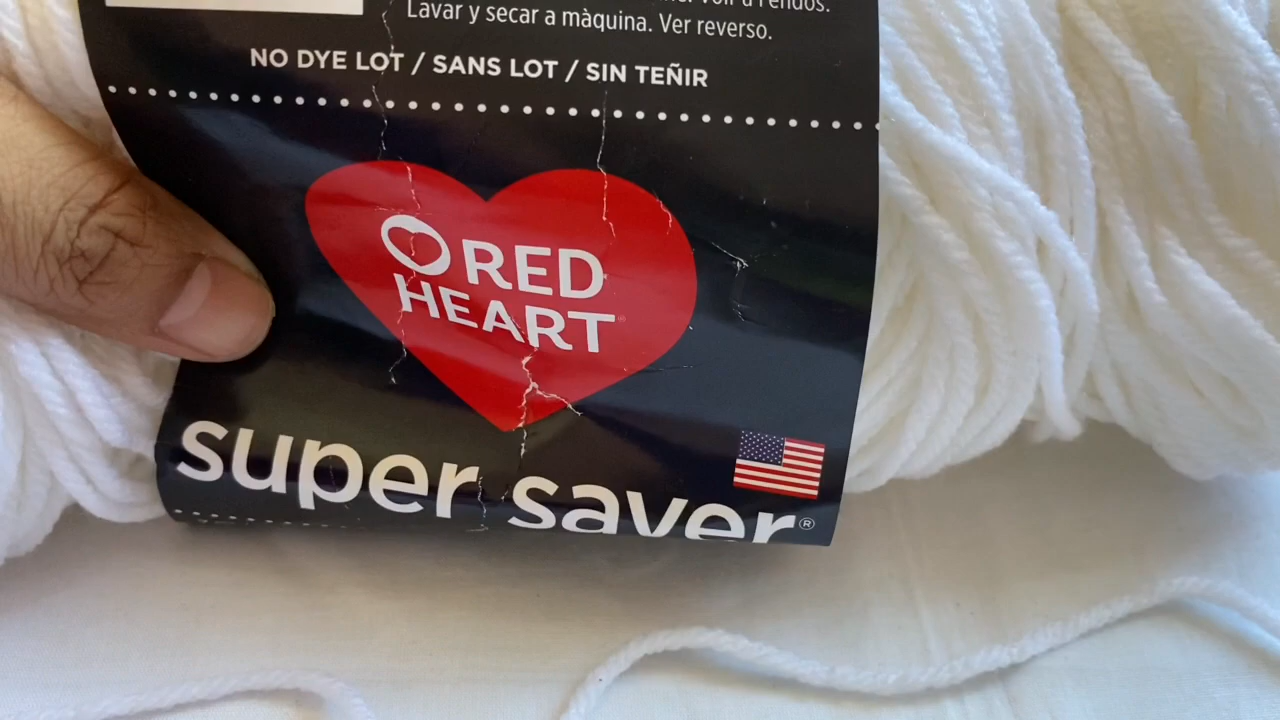 Lavar y secar a màquina. Ver reverso.
NO DYE LOT / SANS LOT / SIN TEÑIR
RED
HEART
super saver®